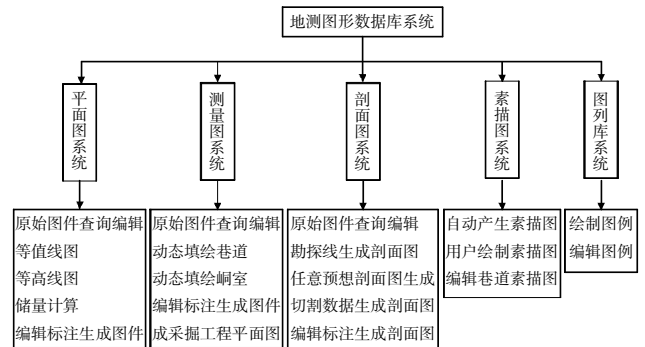 地测图形数据库系统
平面图系统
测量图系统
剖面图系统
素描图系统
图列库系统
原始图件查询编辑
等值线图
等高线图
储量计算
编辑标注生成图件
原始图件查询编辑
动态填绘巷道
动态填绘峒室
编辑标注生成图件
成采掘工程平面图
原始图件查询编辑
勘探线生成剖面图
任意预想剖面图生成
切割数据生成剖面图
编辑标注生成剖面图
自动产生素描图
用户绘制素描图
编辑巷道素描图
绘制图例
编辑图例